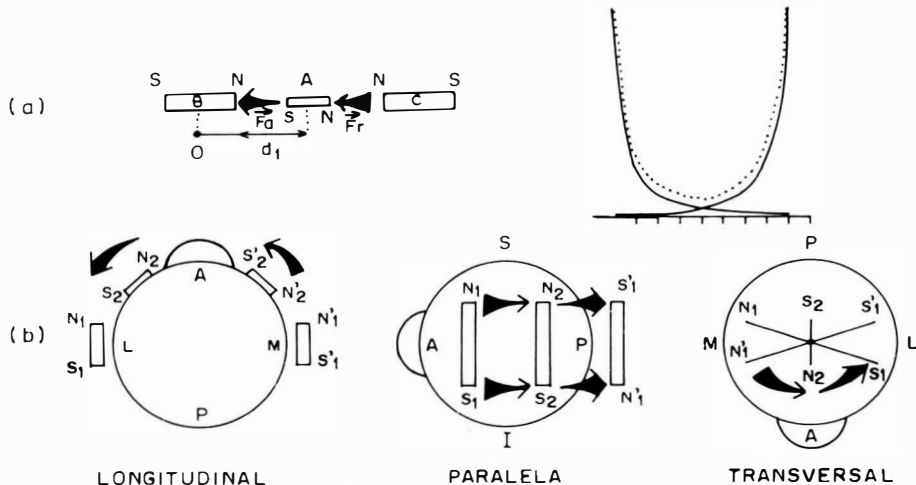 S N A N S
(a)
B C
S N
Fa Fr
d1
O
S P
N2 A S'2
S2 N'2
N1 N'1
(b)
L M
S1 S'1
P
N1 N2 S'1
A P
S1 S2 N'1
I
N1 S2 S'1
M L
N'1 N2 S1
A
LONGITUDINAL PARALELA TRANSVERSAL